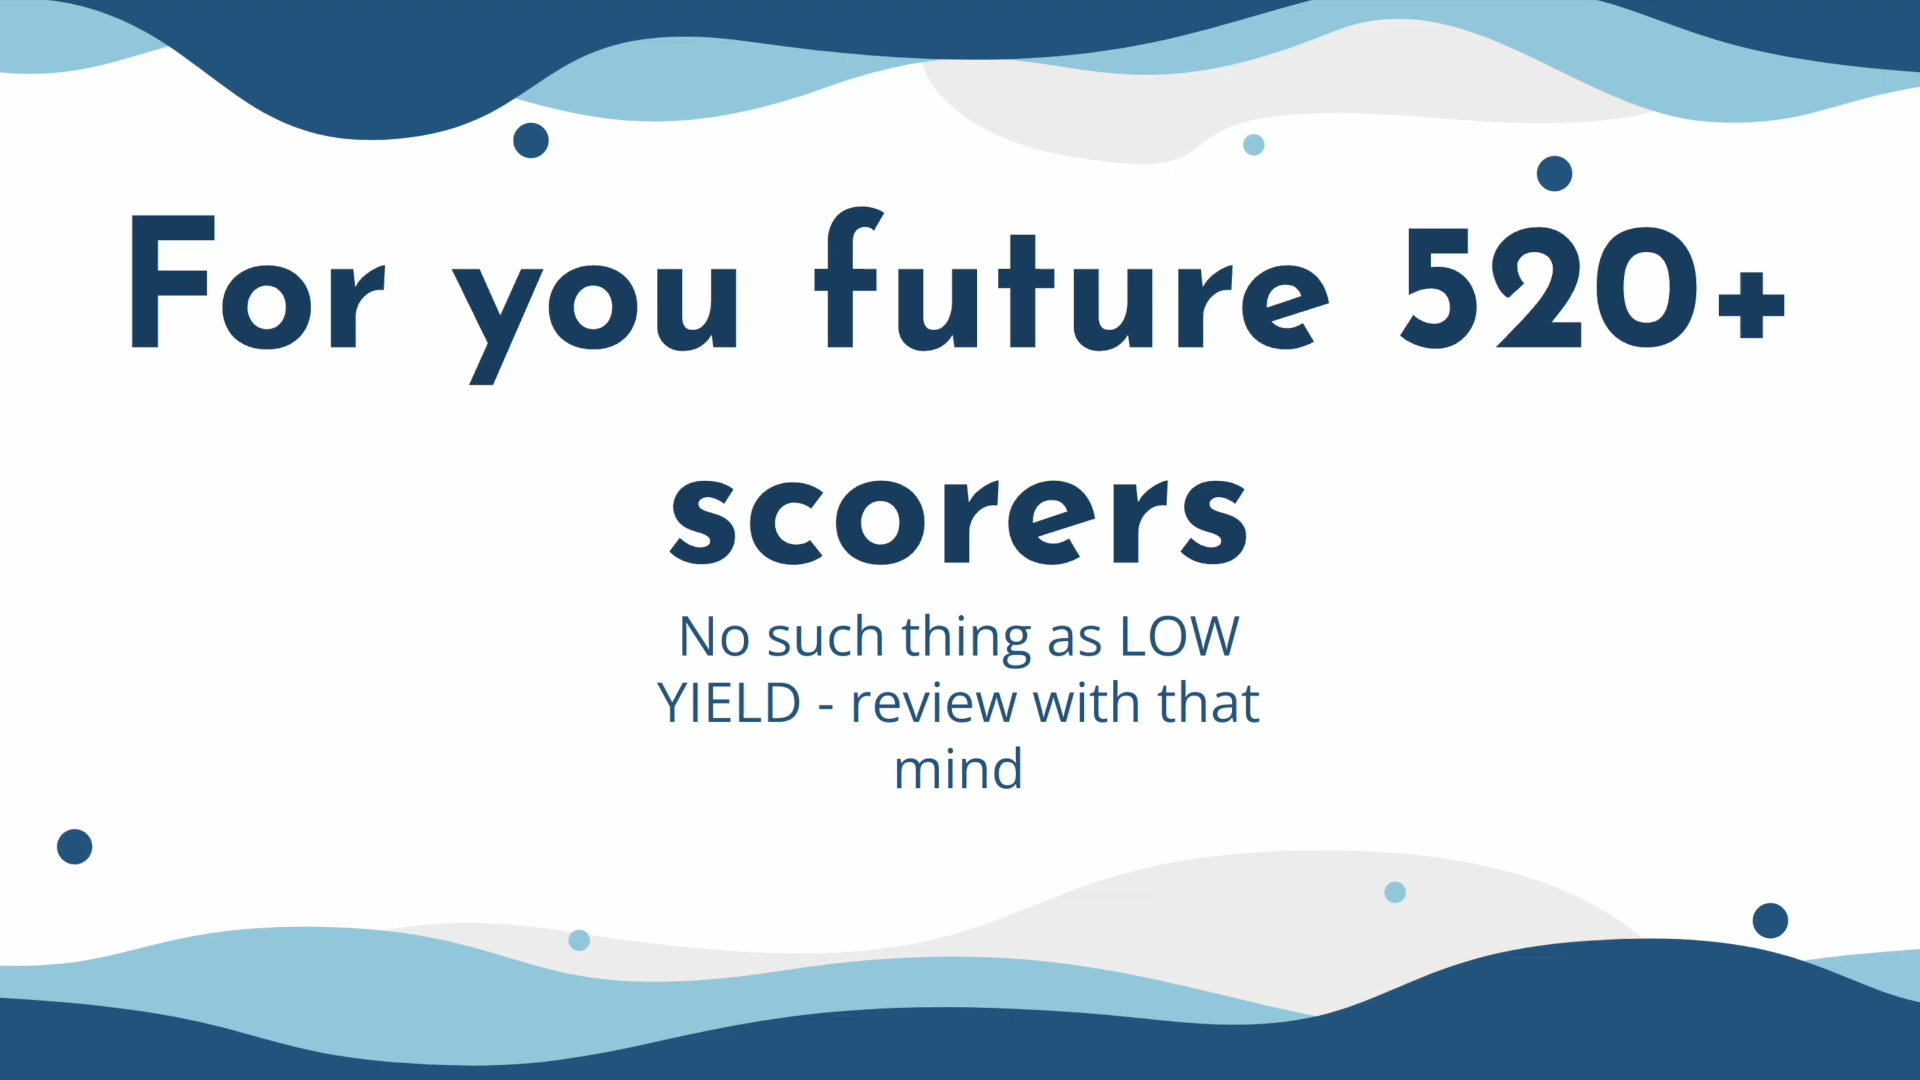 For you future 520+
scorers
No such thing as LOW
YIELD - review with that
mind